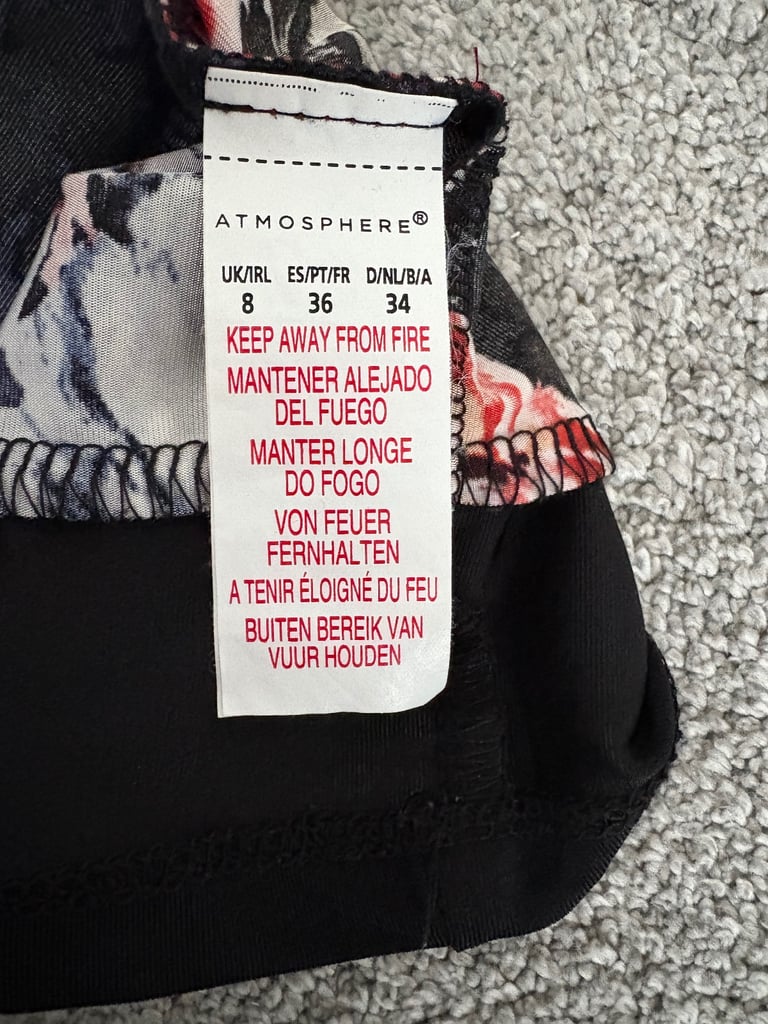 ATMOSPHERE®
UK/IRL ES/PT/FR D/NL/B/A
8 36 34
KEEP AWAY FROM FIRE
MANTENER ALEJADO
DEL FUEGO
MANTER LONGE
DO FOGO
VON FEUER
FERNHALTEN
A TENIR ÉLOIGNÉ DU FEU
BUITEN BEREIK VAN
VUUR HOUDEN